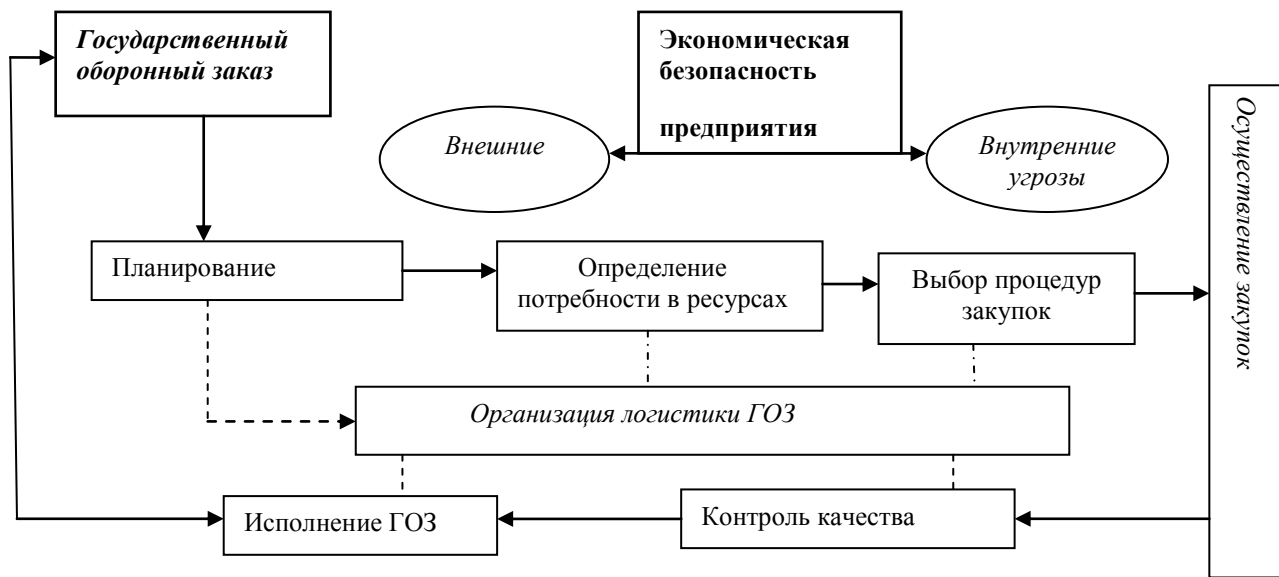 Государственный
оборонный заказ
Экономическая
безопасность
предприятия
Внешние
Внутренние
угрозы
Осуществление закупок
Планирование
Определение
потребности в ресурсах
Выбор процедур
закупок
Организация логистики ГОЗ
Исполнение ГОЗ
Контроль качества